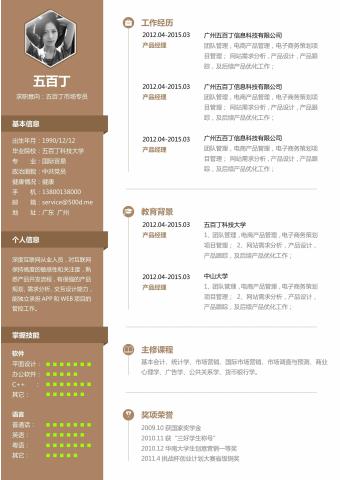 五百丁
求职意向：五百丁市场专员
基本信息
出生年月：1990/12/12
毕业院校：五百丁科技大学
专 业：国际贸易
政治面貌：中共党员
健康情况：健康
手 机：13800138000
邮 箱：service@500d.me
地 址：广东 广州
个人信息
深度互联网从业人员，对互联网
保持高度的敏感性和关注度，熟
悉产品开发流程，有很强的产品
规划、需求分析、交互设计能力，
能独立承担 APP 和 WEB 项目的
管控工作。
掌握技能
软件
平面设计：
办公软件：
C++ ：
其它：
语言
普通话：
英语：
粤语：
其它：
工作经历
2012.04-2015.03 广州五百丁信息科技有限公司
产品经理
团队管理，电商产品管理，电子商务策划项
目管理； 网站需求分析，产品设计，产品跟
踪，及后续产品优化工作；
2012.04-2015.03 广州五百丁信息科技有限公司
产品经理
团队管理，电商产品管理，电子商务策划项
目管理； 网站需求分析，产品设计，产品跟
踪，及后续产品优化工作；
2012.04-2015.03 广州五百丁信息科技有限公司
产品经理
团队管理，电商产品管理，电子商务策划项
目管理； 网站需求分析，产品设计，产品跟
踪，及后续产品优化工作；
教育背景
2012.04-2015.03 五百丁科技大学
产品经理
1、团队管理，电商产品管理，电子商务策划
项目管理； 2、网站需求分析，产品设计，
产品跟踪，及后续产品优化工作；
2012.04-2015.03 中山大学
产品经理
1、团队管理，电商产品管理，电子商务策划
项目管理； 2、网站需求分析，产品设计，
产品跟踪，及后续产品优化工作；
主修课程
基本会计、统计学、市场营销、国际市场营销、市场调查与预测、商业
心理学、广告学、公共关系学、货币银行学。
奖项荣誉
2009.10 获国家奖学金
2010.11 获“三好学生称号”
2010.12 华南大学生创意营销一等奖
2011.4 挑战杯创业计划大赛省级铜奖